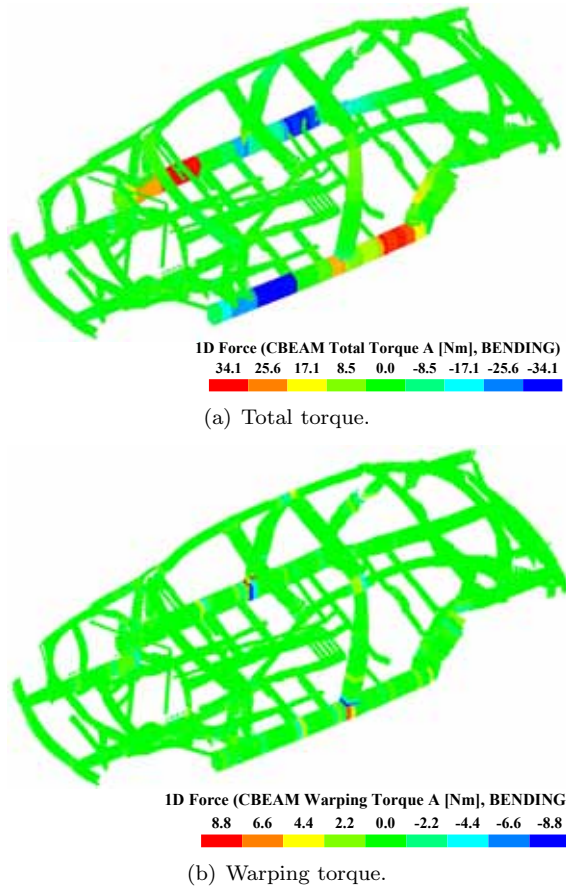 1D Force (CBEAM Total Torque A [Nm], BENDING)
34.1 25.6 17.1 8.5 0.0 -8.5 -17.1 -25.6 -34.1
(a) Total torque.
1D Force (CBEAM Warping Torque A [Nm], BENDING
8.8 6.6 4.4 2.2 0.0 -2.2 -4.4 -6.6 -8.8
(b) Warping torque.